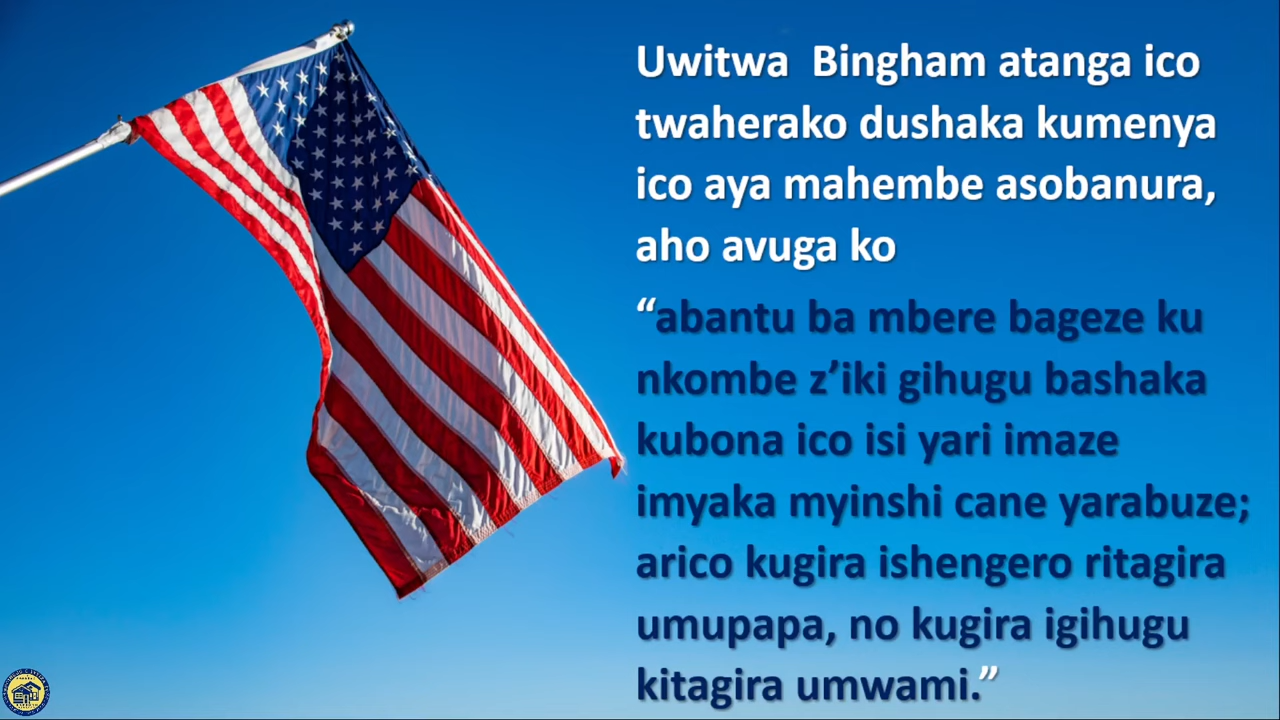 Uwitwa  Bingham atanga ico
twaherako dushaka kumenya
ico aya mahembe asobanura,
aho avuga ko
“abantu ba mbere bageze ku
nkombe z’iki gihugu bashaka
kubona ico isi yari imaze
imyaka myinshi cane yarabuze;
arico kugira ishengero ritagira
umupapa, no kugira igihugu
kitagira umwami.”